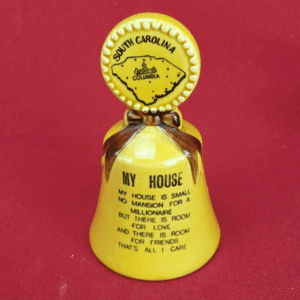 SOUTH CAROLINA
COLUMBIA
MY HOUSE
MY HOUSE IS SMALL
NO MANSION FOR A
MILLIONAIRE
BUT THERE IS ROOM
FOR LOVE
AND THERE IS ROOM
FOR FRIENDS
THAT'S ALL I CARE